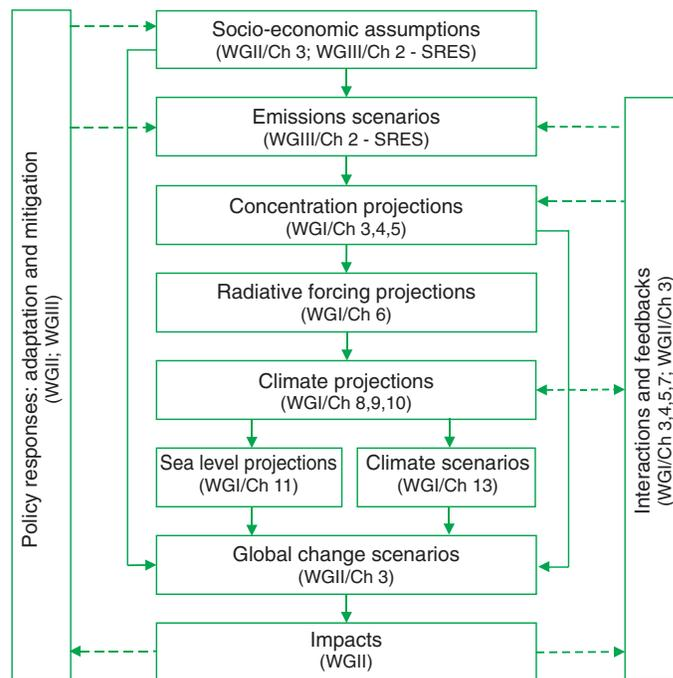 Socio-economic assumptions
(WGII/Ch 3; WGIII/Ch 2 - SRES)
Emissions scenarios
(WGIII/Ch 2 - SRES)
Concentration projections
(WGI/Ch 3,4,5)
Radiative forcing projections
(WGI/Ch 6)
Climate projections
(WGI/Ch 8,9,10)
Sea level projections
(WGI/Ch 11)
Climate scenarios
(WGI/Ch 13)
Global change scenarios
(WGII/Ch 3)
Impacts
(WGII)
Policy responses: adaptation and mitigation
(WGII; WGIII)
Interactions and feedbacks
(WGI/Ch 3,4,5,7; WGII/Ch 3)